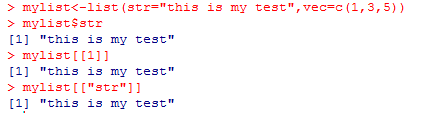 > mylist<-list(str="this is my test",vec=c(1,3,5))
> mylist$str
[1] "this is my test"
> mylist[[1]]
[1] "this is my test"
> mylist[["str"]]
[1] "this is my test"